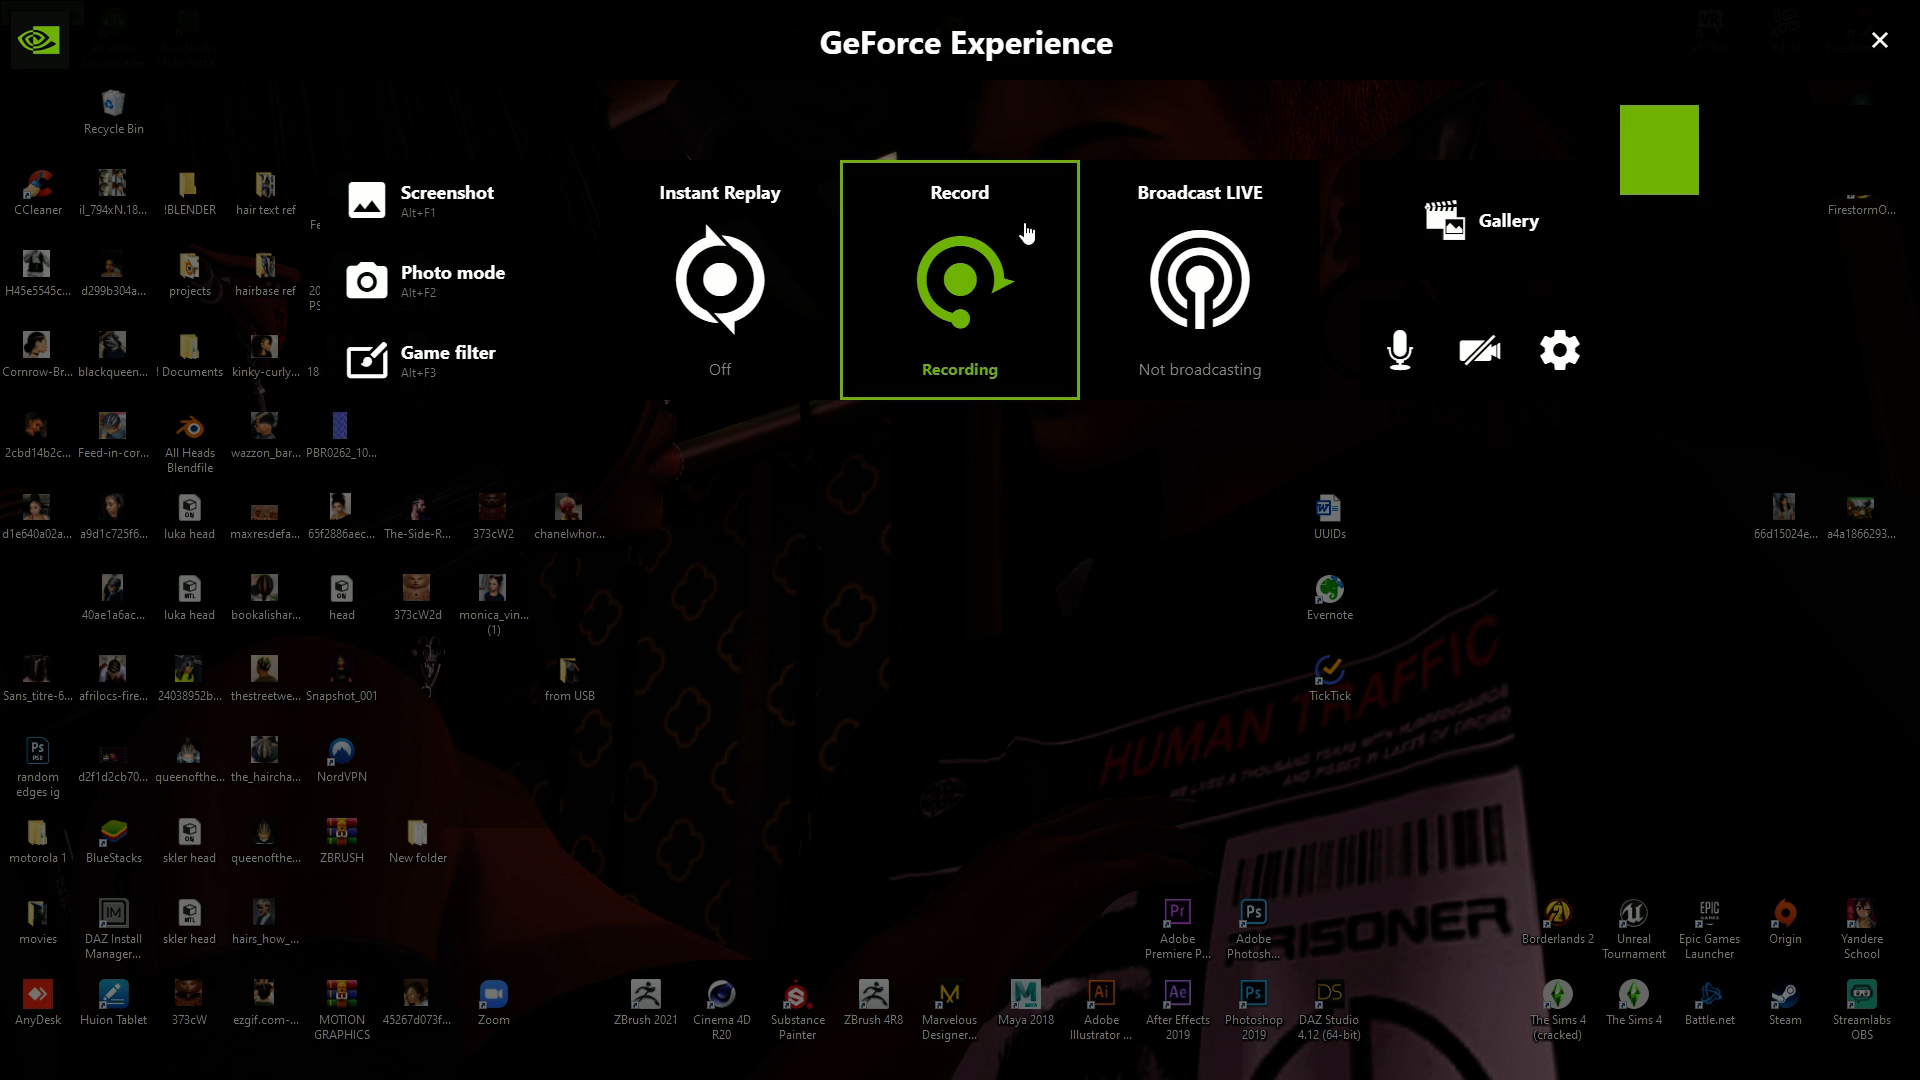 GeForce Experience
Recycle Bin
Screenshot
Alt+F1
Photo mode
Alt+F2
Game filter
Alt+F3
Instant Replay
Off
Record
Recording
Broadcast LIVE
Not broadcasting
Gallery
CCleaner
il_794xN.18...
!BLENDER
hair text ref
Fe
FirestormO...
H45e5545c...
d299b304a...
projects
hairbase ref
20
PS
Cornrow-Br...
blackqueen...
! Documents
kinky-curly...
18
2cbd14b2c...
Feed-in-cor...
All Heads
Blendfile
wazzon_bar...
PBR0262_10...
d1e640a02a...
a9d1c725f6...
luka head
maxresdefa...
65f2886aec...
The-Side-R...
373cW2
chanelwhor...
UUIDs
66d15024e...
a4a1866293...
40ae1a6ac...
luka head
bookalishar...
head
373cW2d
monica_vin...
(1)
Evernote
Sans_titre-6...
afrilocs-fire...
24038952b...
thestreetwe...
Snapshot_001
from USB
TickTick
HUMAN TRAFFIC
random
edges ig
d2f1d2cb70...
queenofthe...
the_haircha...
NordVPN
motorola 1
BlueStacks
skler head
queenofthe...
ZBRUSH
New folder
PRISONER
movies
DAZ Install
Manager...
skler head
hairs_how_...
Adobe
Premiere P...
Adobe
Photosh...
Borderlands 2
Unreal
Tournament
Epic Games
Launcher
Origin
Yandere
School
AnyDesk
Huion Tablet
373cW
ezgif.com-...
MOTION
GRAPHICS
45267d073f...
Zoom
ZBrush 2021
Cinema 4D
R20
Substance
Painter
ZBrush 4R8
Marvelous
Designer...
Maya 2018
Adobe
Illustrator ...
After Effects
2019
Photoshop
2019
DAZ Studio
4.12 (64-bit)
The Sims 4
(cracked)
The Sims 4
Battle.net
Steam
Streamlabs
OBS